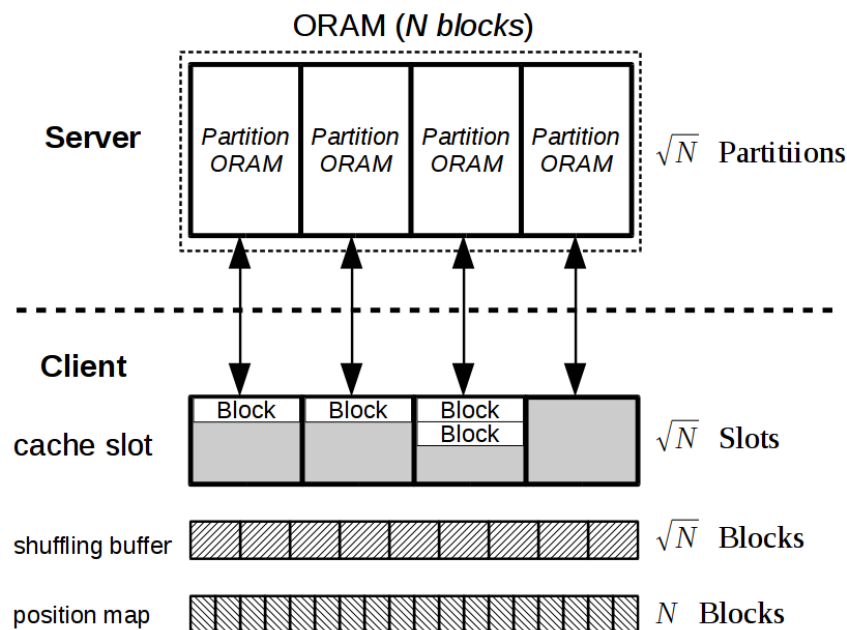 ORAM (N blocks)
Server
Partition
ORAM
Partition
ORAM
Partition
ORAM
Partition
ORAM
√N Partitiions
Client
cache slot
Block
Block
Block
Block
√N Slots
shuffling buffer
√N Blocks
position map
N Blocks